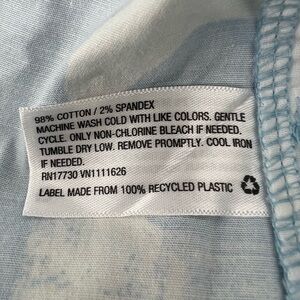 98% COTTON / 2% SPANDEX
MACHINE WASH COLD WITH LIKE COLORS. GENTLE
CYCLE. ONLY NON-CHLORINE BLEACH IF NEEDED.
TUMBLE DRY LOW. REMOVE PROMPTLY. COOL IRON
IF NEEDED.
RN17730 VN1111626
LABEL MADE FROM 100% RECYCLED PLASTIC